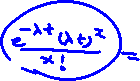 e^{-λt} (λt)^x / x! =